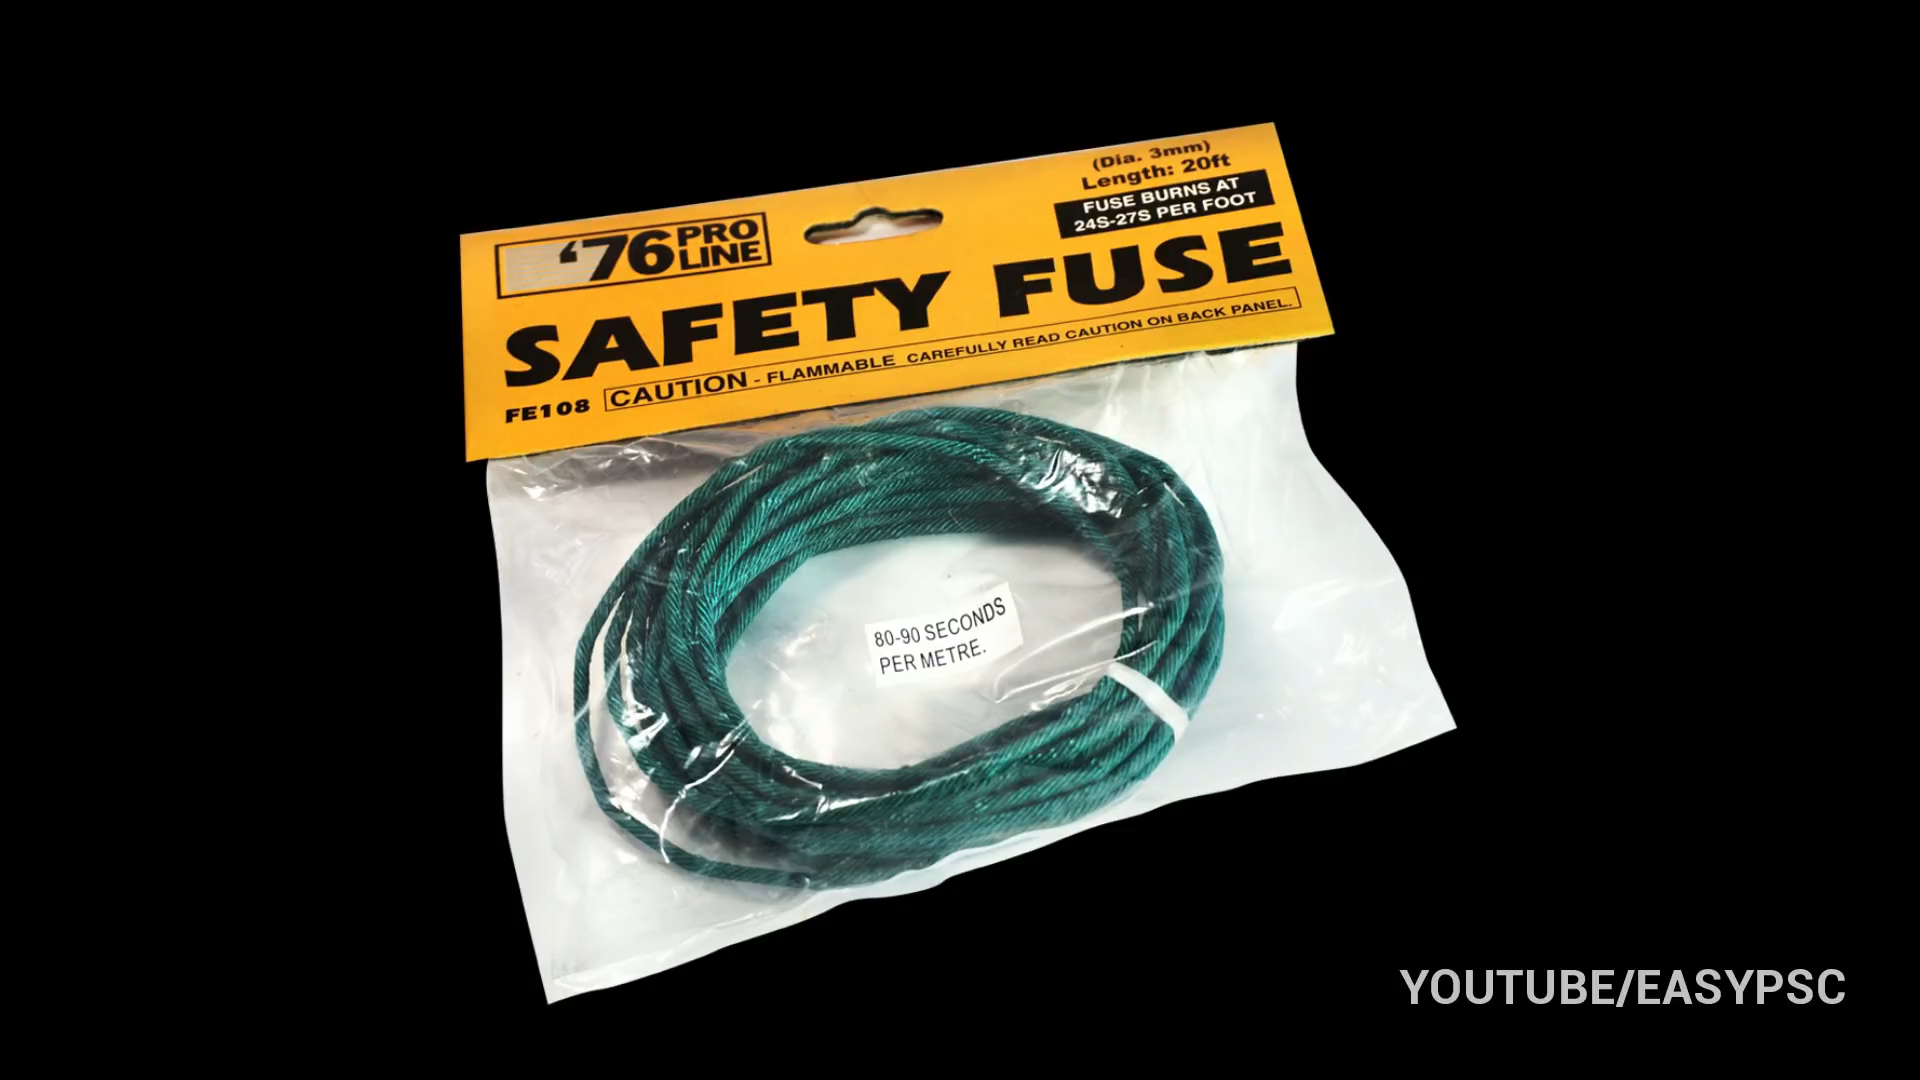 (Dia. 3mm)
Length: 20ft
FUSE BURNS AT
24S-27S PER FOOT
'76 PRO
LINE
SAFETY FUSE
FE108 CAUTION - FLAMMABLE CAREFULLY READ CAUTION ON BACK PANEL.
80-90 SECONDS
PER METRE.
YOUTUBE/EASYPSC